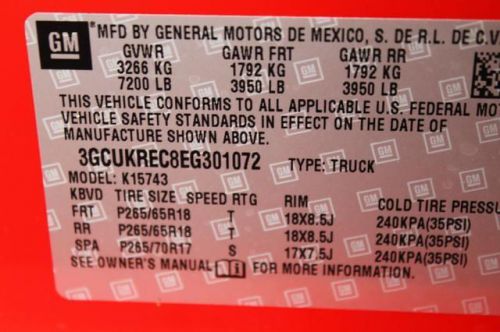 GM
MFD BY GENERAL MOTORS DE MEXICO, S. DE R.L. DE C.V
GVWR GAWR FRT GAWR RR
3266 KG 1792 KG 1792 KG
7200 LB 3950 LB 3950 LB
THIS VEHICLE CONFORMS TO ALL APPLICABLE U.S. FEDERAL MO
VEHICLE SAFETY STANDARDS IN EFFECT ON THE DATE O
MANUFACTURE SHOWN ABOVE.
3GCUKREC8EG301072 TYPE: TRUCK
MODEL: K15743
KBVD TIRE SIZE SPEED RTG RIM COLD TIRE PRESSUR
FRT P265/65R18 T 18X8.5J 240KPA(35PSI)
RR P265/65R18 T 18X8.5J 240KPA(35PSI)
SPA P265/70R17 S 17X7.5J 240KPA(35PSI)
SEE OWNER'S MANUAL FOR MORE INFORMATION.